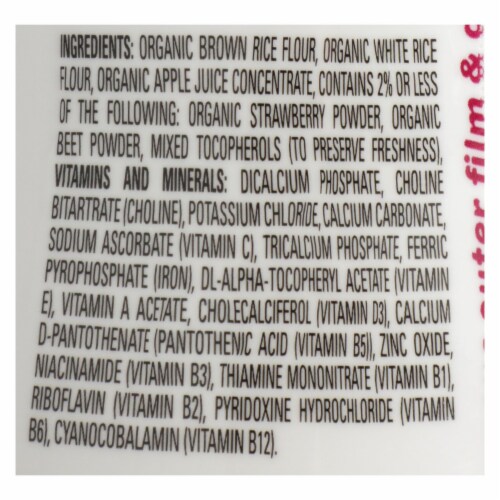 INGREDIENTS: ORGANIC BROWN RICE FLOUR, ORGANIC WHITE RICE
FLOUR, ORGANIC APPLE JUICE CONCENTRATE, CONTAINS 2% OR LESS
OF THE FOLLOWING: ORGANIC STRAWBERRY POWDER, ORGANIC
BEET POWDER, MIXED TOCOPHEROLS (TO PRESERVE FRESHNESS),
VITAMINS AND MINERALS: DICALCIUM PHOSPHATE, CHOLINE
BITARTRATE (CHOLINE), POTASSIUM CHLORIDE, CALCIUM CARBONATE,
SODIUM ASCORBATE (VITAMIN C), TRICALCIUM PHOSPHATE, FERRIC
PYROPHOSPHATE (IRON), DL-ALPHA-TOCOPHERYL ACETATE (VITAMIN
E), VITAMIN A ACETATE, CHOLECALCIFEROL (VITAMIN D3), CALCIUM
D-PANTOTHENATE (PANTOTHENIC ACID (VITAMIN B5)), ZINC OXIDE,
NIACINAMIDE (VITAMIN B3), THIAMINE MONONITRATE (VITAMIN B1),
RIBOFLAVIN (VITAMIN B2), PYRIDOXINE HYDROCHLORIDE (VITAMIN
B6), CYANOCOBALAMIN (VITAMIN B12).
outer film &